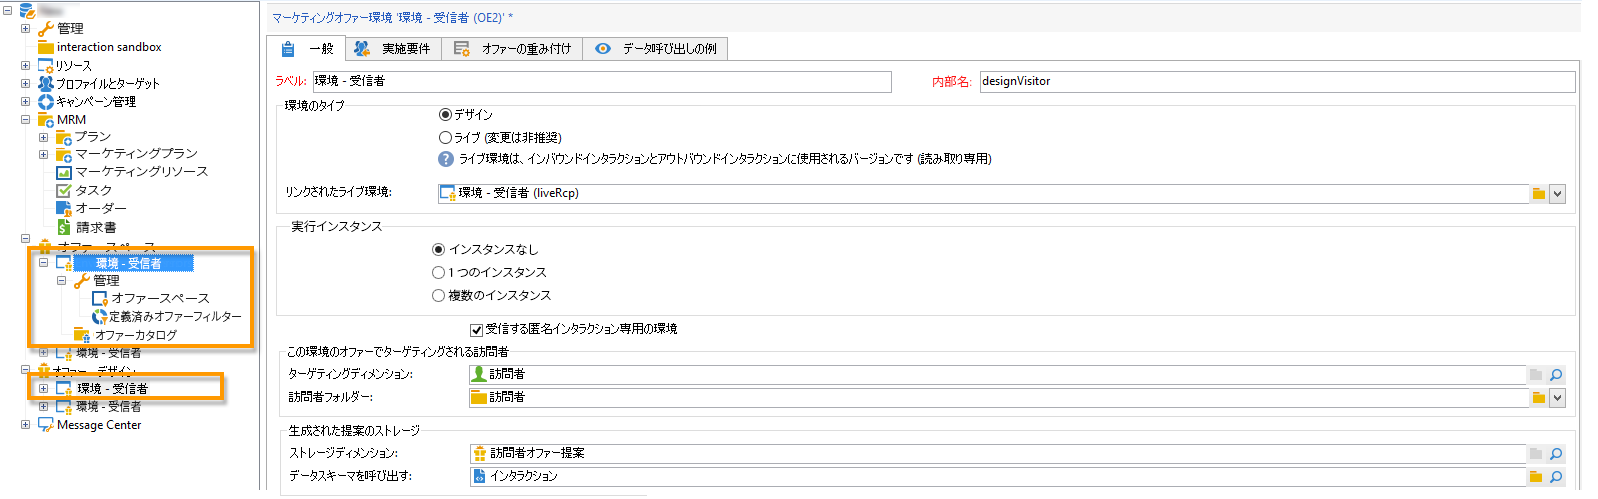 管理
interaction sandbox
リソース
プロファイルとターゲット
キャンペーン管理
MRM
プラン
マーケティングプラン
マーケティングリソース
タスク
オーダー
請求書
オファースペース
環境 - 受信者
管理
オファースペース
定義済みオファーフィルター
オファーカタログ
環境 - 受信者
オファーデザイン
環境 - 受信者
環境 - 受信者
Message Center
マーケティングオファー環境 '環境 - 受信者 (OE2)' *
一般 実施要件 オファーの重み付け データ呼び出しの例
ラベル: 環境 - 受信者 内部名: designVisitor
環境のタイプ
デザイン
ライブ (変更は非推奨)
ライブ環境は、インバウンドインタラクションとアウトバウンドインタラクションに使用されるバージョンです (読み取り専用)
リンクされたライブ環境: 環境 - 受信者 (liveRcp)
実行インスタンス
インスタンスなし
1 つのインスタンス
複数のインスタンス
受信する匿名インタラクション専用の環境
この環境のオファーでターゲティングされる訪問者
ターゲティングディメンション: 訪問者
訪問者フォルダー: 訪問者
生成された提案のストレージ
ストレージディメンション: 訪問者オファー提案
データスキーマを呼び出す: インタラクション